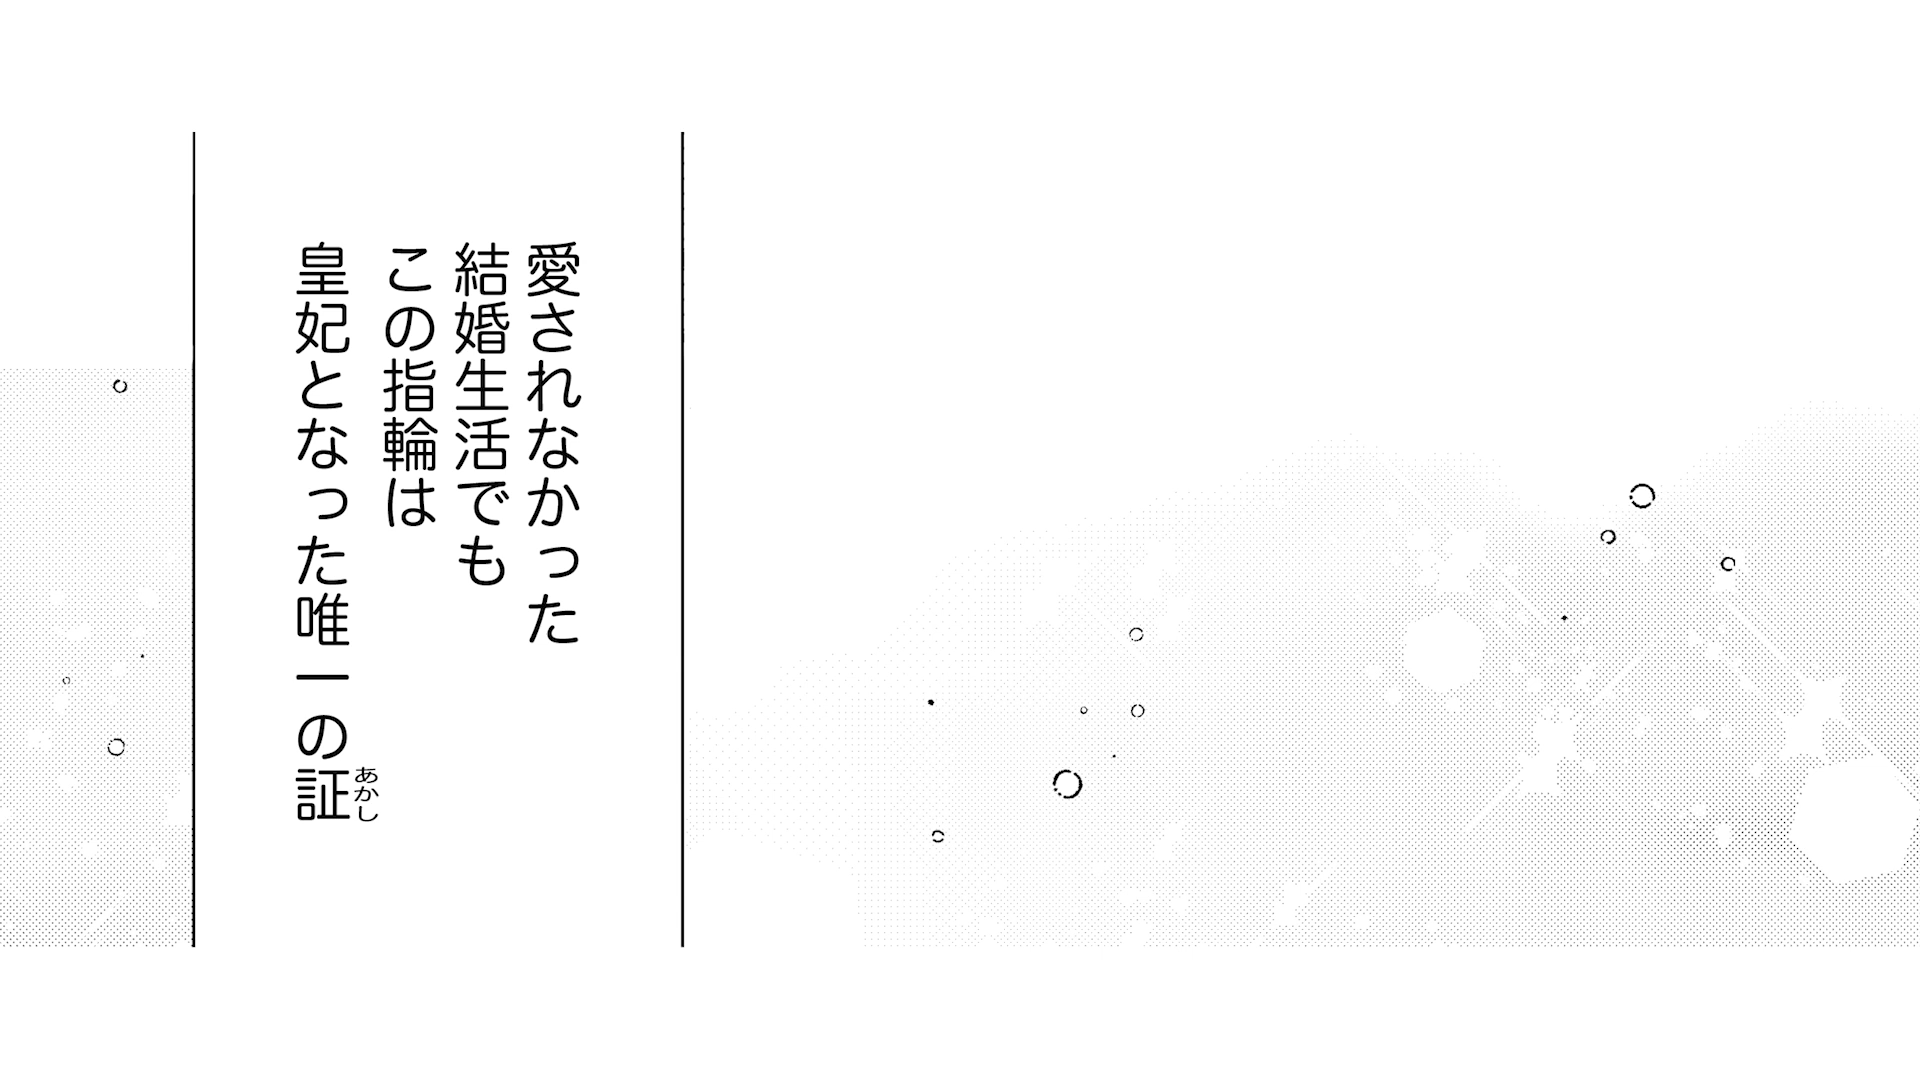 愛されなかった
結婚生活でも
この指輪は
皇妃となった唯一の証
あかし